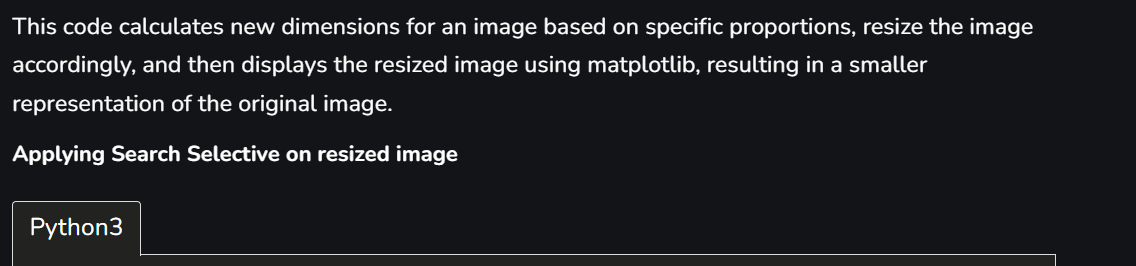 This code calculates new dimensions for an image based on specific proportions, resize the image
accordingly, and then displays the resized image using matplotlib, resulting in a smaller
representation of the original image.
Applying Search Selective on resized image
Python3